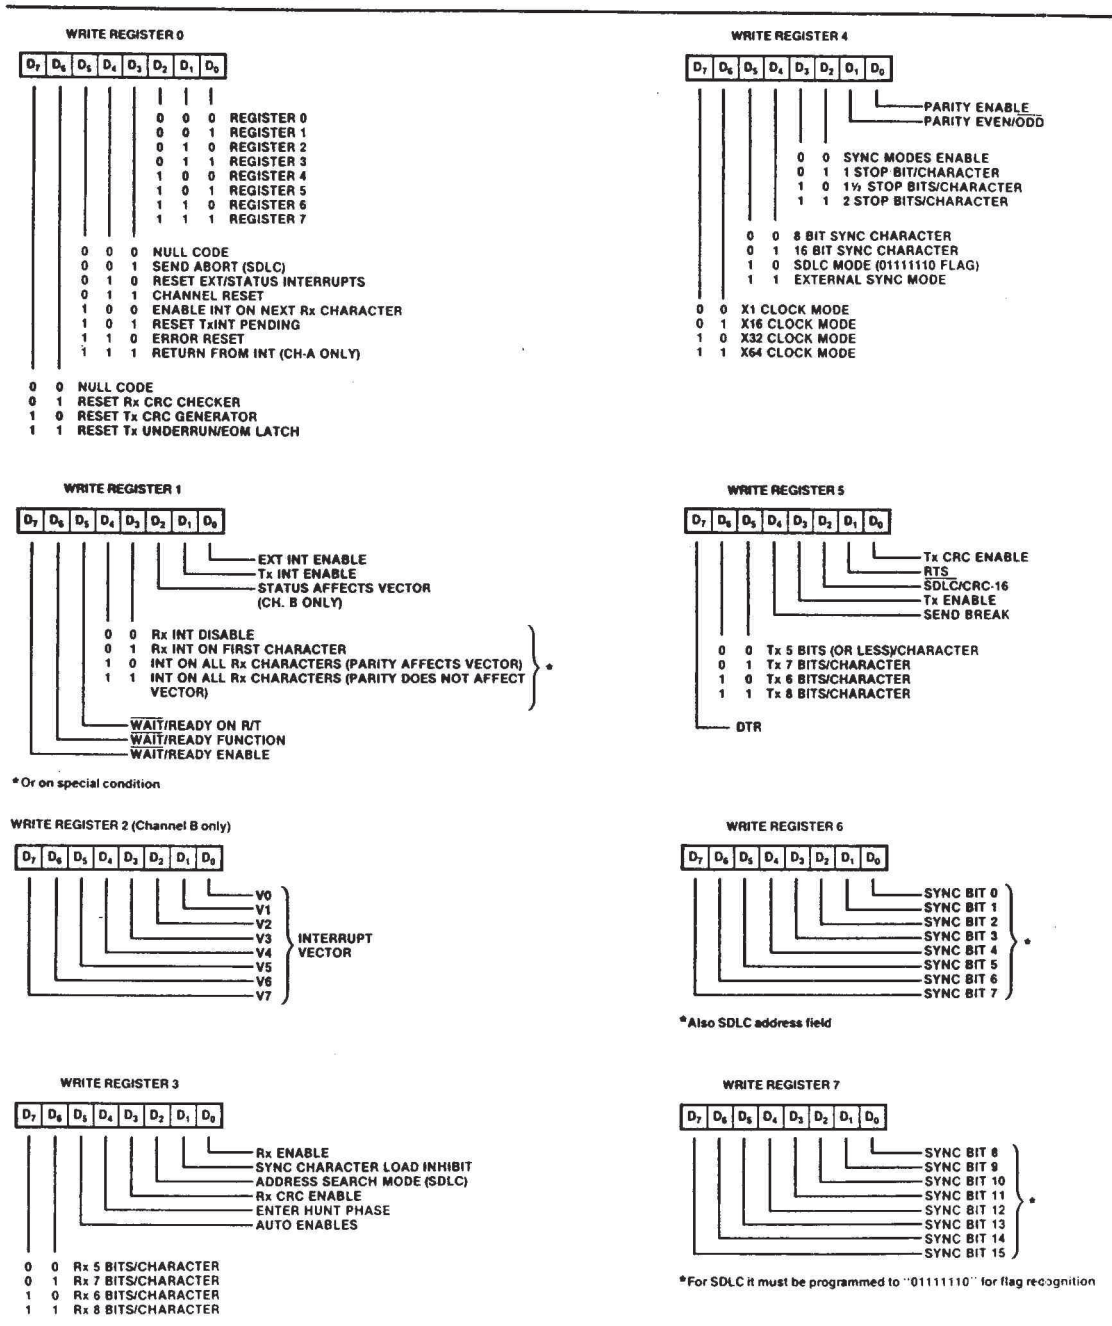 WRITE REGISTER 0
D7 D6 D5 D4 D3 D2 D1 D0
0 0 0 REGISTER 0
0 0 1 REGISTER 1
0 1 0 REGISTER 2
0 1 1 REGISTER 3
1 0 0 REGISTER 4
1 0 1 REGISTER 5
1 1 0 REGISTER 6
1 1 1 REGISTER 7
0 0 0 NULL CODE
0 0 1 SEND ABORT (SDLC)
0 1 0 RESET EXT/STATUS INTERRUPTS
0 1 1 CHANNEL RESET
1 0 0 ENABLE INT ON NEXT Rx CHARACTER
1 0 1 RESET TxINT PENDING
1 1 0 ERROR RESET
1 1 1 RETURN FROM INT (CH-A ONLY)
0 0 NULL CODE
0 1 RESET Rx CRC CHECKER
1 0 RESET Tx CRC GENERATOR
1 1 RESET Tx UNDERRUN/EOM LATCH
WRITE REGISTER 1
D7 D6 D5 D4 D3 D2 D1 D0
EXT INT ENABLE
Tx INT ENABLE
STATUS AFFECTS VECTOR
(CH. B ONLY)
0 0 Rx INT DISABLE
0 1 Rx INT ON FIRST CHARACTER
1 0 INT ON ALL Rx CHARACTERS (PARITY AFFECTS VECTOR)
1 1 INT ON ALL Rx CHARACTERS (PARITY DOES NOT AFFECT
VECTOR)
*
WAIT/READY ON R/T
WAIT/READY FUNCTION
WAIT/READY ENABLE
*Or on special condition
WRITE REGISTER 2 (Channel B only)
D7 D6 D5 D4 D3 D2 D1 D0
V0
V1
V2
V3
V4
V5
V6
V7
INTERRUPT
VECTOR
WRITE REGISTER 3
D7 D6 D5 D4 D3 D2 D1 D0
Rx ENABLE
SYNC CHARACTER LOAD INHIBIT
ADDRESS SEARCH MODE (SDLC)
Rx CRC ENABLE
ENTER HUNT PHASE
AUTO ENABLES
0 0 Rx 5 BITS/CHARACTER
0 1 Rx 7 BITS/CHARACTER
1 0 Rx 6 BITS/CHARACTER
1 1 Rx 8 BITS/CHARACTER
WRITE REGISTER 4
D7 D6 D5 D4 D3 D2 D1 D0
PARITY ENABLE
PARITY EVEN/ODD
0 0 SYNC MODES ENABLE
0 1 1 STOP BIT/CHARACTER
1 0 1½ STOP BITS/CHARACTER
1 1 2 STOP BITS/CHARACTER
0 0 8 BIT SYNC CHARACTER
0 1 16 BIT SYNC CHARACTER
1 0 SDLC MODE (01111110 FLAG)
1 1 EXTERNAL SYNC MODE
0 0 X1 CLOCK MODE
0 1 X16 CLOCK MODE
1 0 X32 CLOCK MODE
1 1 X64 CLOCK MODE
WRITE REGISTER 5
D7 D6 D5 D4 D3 D2 D1 D0
Tx CRC ENABLE
RTS
SDLC/CRC-16
Tx ENABLE
SEND BREAK
0 0 Tx 5 BITS (OR LESS)/CHARACTER
0 1 Tx 7 BITS/CHARACTER
1 0 Tx 6 BITS/CHARACTER
1 1 Tx 8 BITS/CHARACTER
DTR
WRITE REGISTER 6
D7 D6 D5 D4 D3 D2 D1 D0
SYNC BIT 0
SYNC BIT 1
SYNC BIT 2
SYNC BIT 3
SYNC BIT 4
SYNC BIT 5
SYNC BIT 6
SYNC BIT 7
*
*Also SDLC address field
WRITE REGISTER 7
D7 D6 D5 D4 D3 D2 D1 D0
SYNC BIT 8
SYNC BIT 9
SYNC BIT 10
SYNC BIT 11
SYNC BIT 12
SYNC BIT 13
SYNC BIT 14
SYNC BIT 15
*
*For SDLC it must be programmed to "01111110" for flag recognition